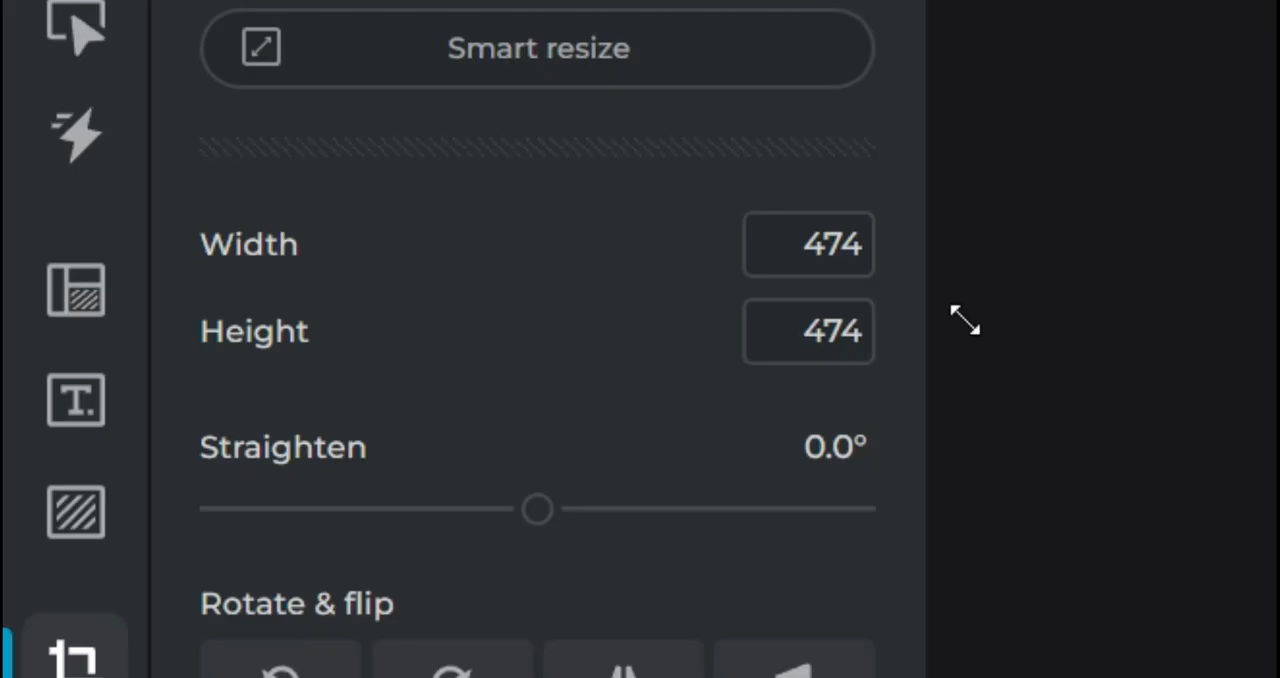 Smart resize
Width 474
Height 474
Straighten 0.0°
Rotate & flip